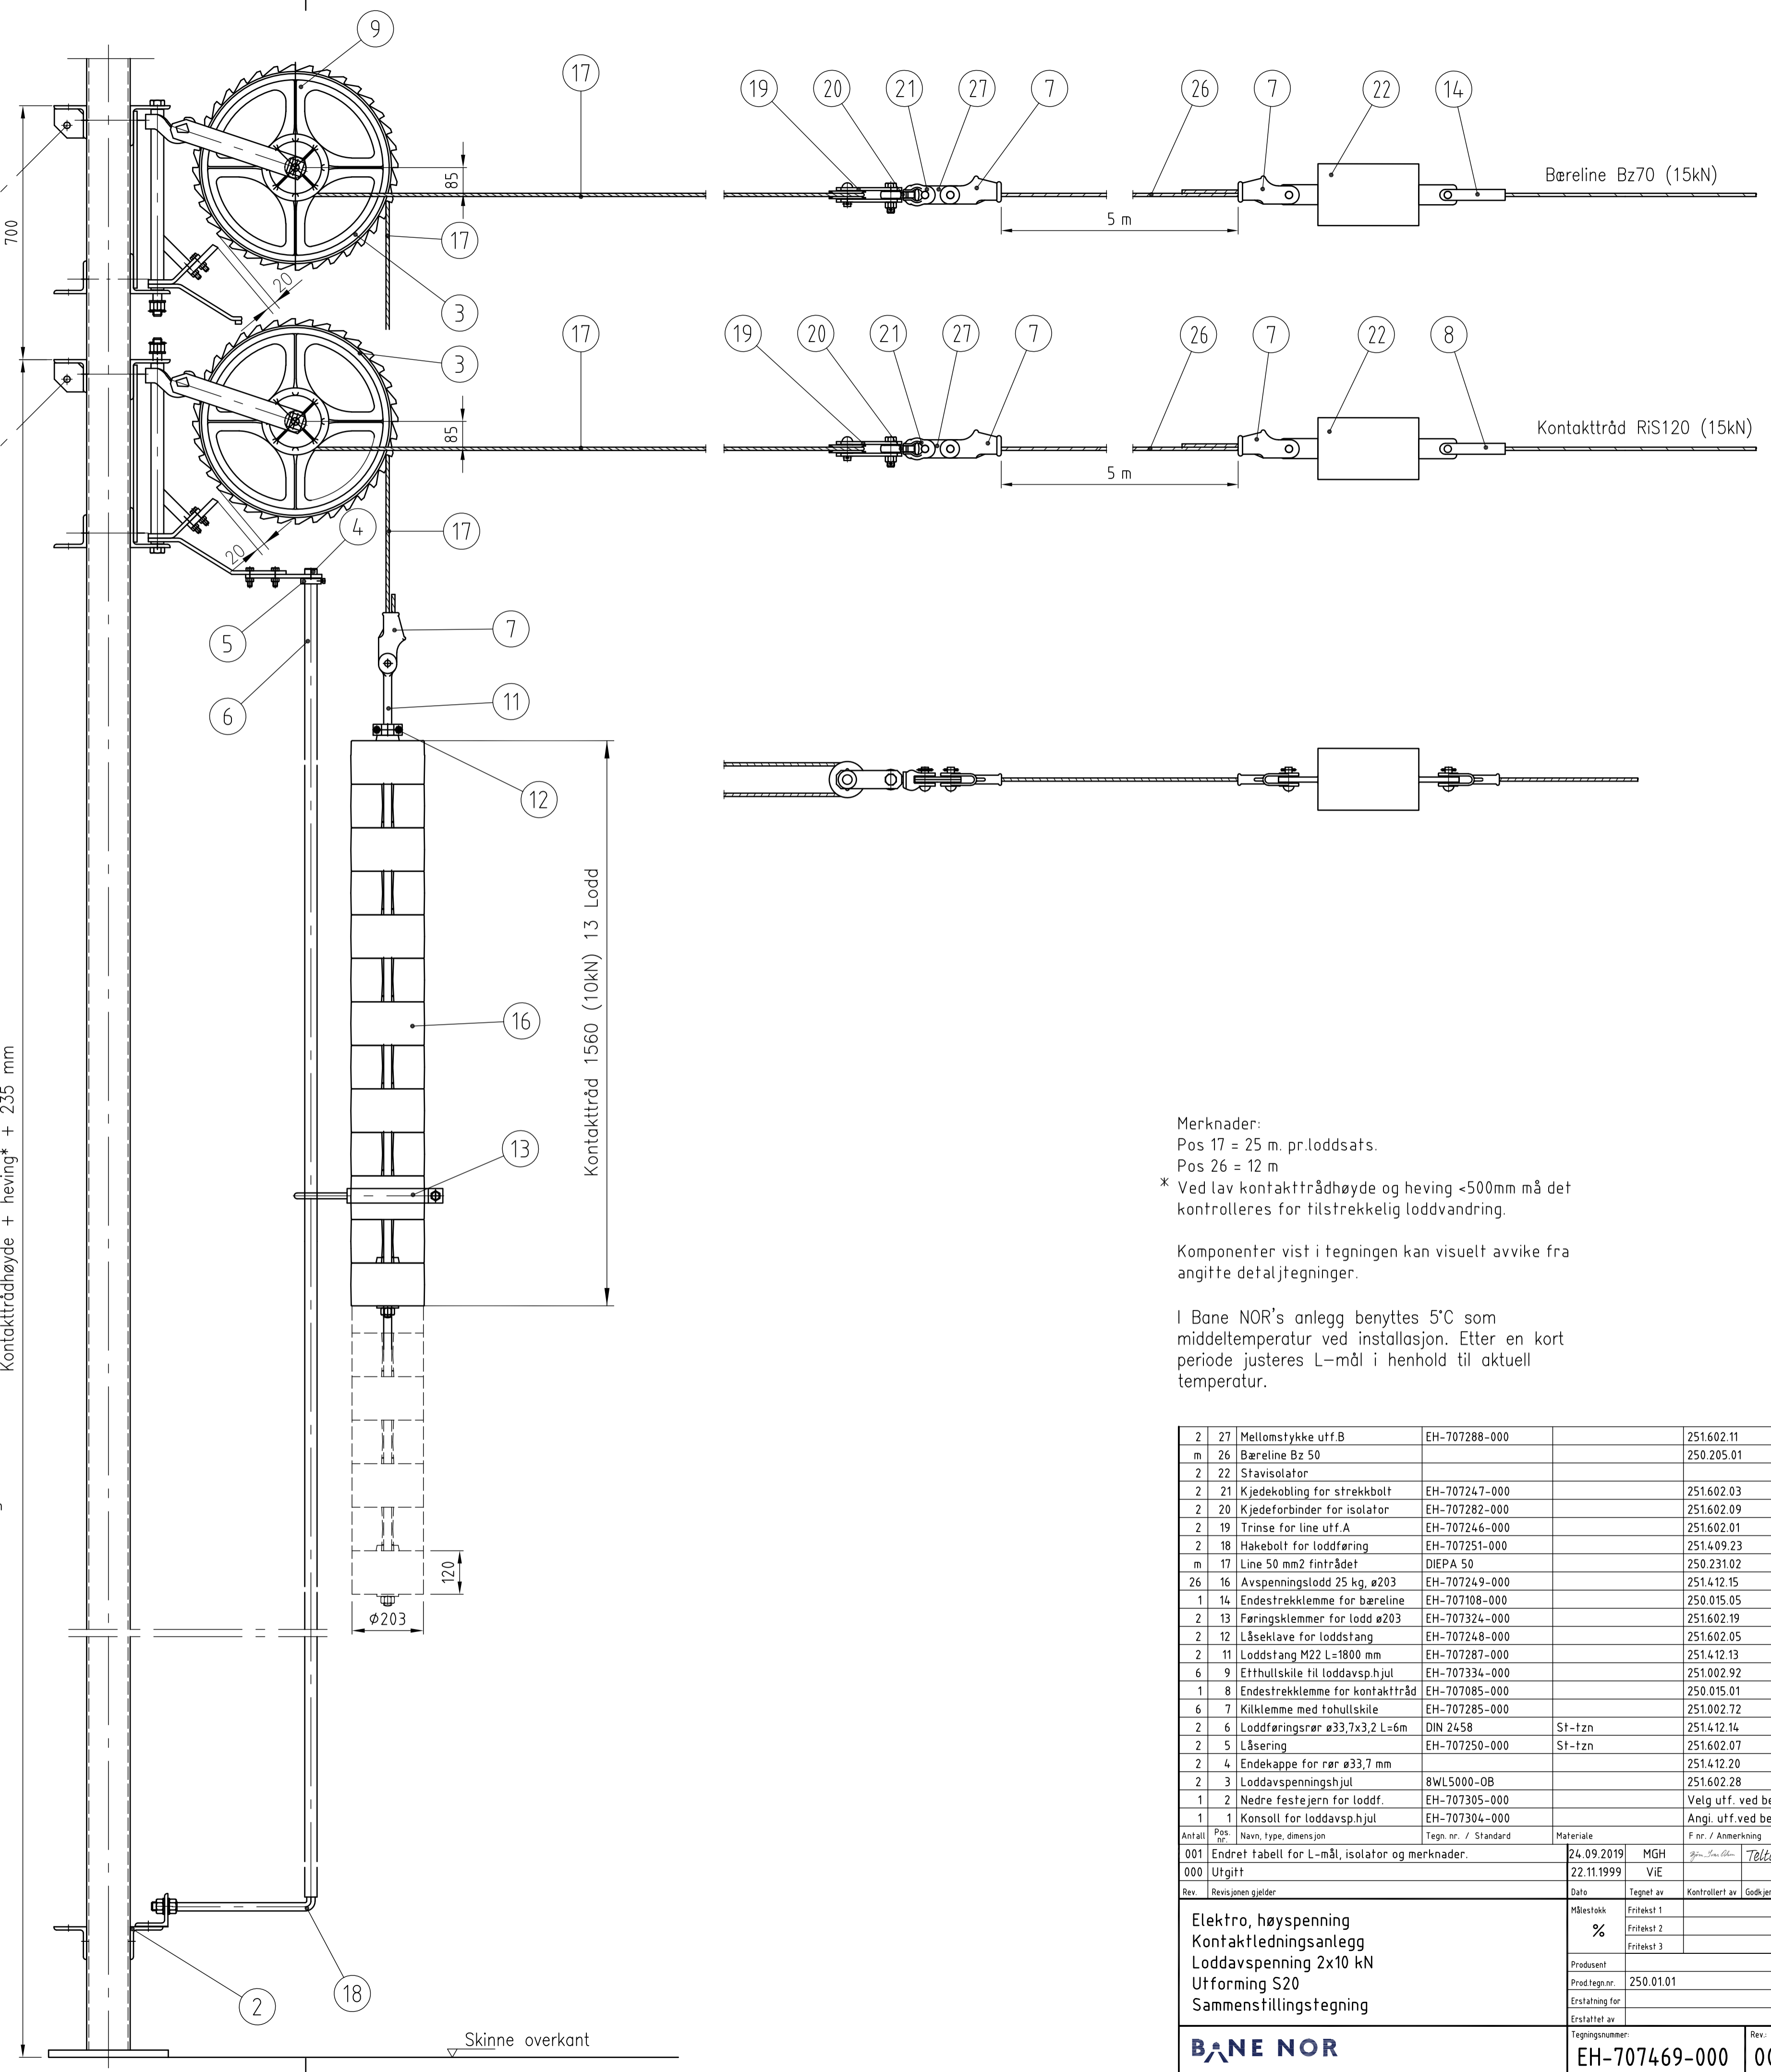 9
17
19
20
21
27
7
26
7
22
14
Bæreline Bz70 (15kN)
700
85
5 m
17
20
3
3
17
19
20
21
27
7
26
7
22
8
Kontakttråd RiS120 (15kN)
85
5 m
4
17
20
5
7
6
11
12
Kontakttråd 1560 (10kN) 13 Lodd
16
13
Kontakttrådhøyde + heving* + 235 mm
120
ø203
2
18
Skinne overkant
Merknader:
Pos 17 = 25 m. pr.loddsats.
Pos 26 = 12 m
* Ved lav kontakttrådhøyde og heving <500mm må det
kontrolleres for tilstrekkelig loddvandring.
Komponenter vist i tegningen kan visuelt avvike fra
angitte detaljtegninger.
I Bane NOR's anlegg benyttes 5°C som
middeltemperatur ved installasjon. Etter en kort
periode justeres L-mål i henhold til aktuell
temperatur.
2 27 Mellomstykke utf.B EH-707288-000 251.602.11
m 26 Bæreline Bz 50 250.205.01
2 22 Stavisolator
2 21 Kjedekobling for strekkbolt EH-707247-000 251.602.03
2 20 Kjedeforbinder for isolator EH-707282-000 251.602.09
2 19 Trinse for line utf.A EH-707246-000 251.602.01
2 18 Hakebolt for loddføring EH-707251-000 251.409.23
m 17 Line 50 mm2 fintrådet DIEPA 50 250.231.02
26 16 Avspenningslodd 25 kg, ø203 EH-707249-000 251.412.15
1 14 Endestrekklemme for bæreline EH-707108-000 250.015.05
2 13 Føringsklemmer for lodd ø203 EH-707324-000 251.602.19
2 12 Låseklave for loddstang EH-707248-000 251.602.05
2 11 Loddstang M22 L=1800 mm EH-707287-000 251.412.13
6 9 Etthullskile til loddavsp.hjul EH-707334-000 251.002.92
1 8 Endestrekklemme for kontakttråd EH-707085-000 250.015.01
6 7 Kilklemme med tohullskile EH-707285-000 251.002.72
2 6 Loddføringsrør ø33,7x3,2 L=6m DIN 2458 St-tzn 251.412.14
2 5 Låsering EH-707250-000 St-tzn 251.602.07
2 4 Endekappe for rør ø33,7 mm 251.412.20
2 3 Loddavspenningshjul 8WL5000-0B 251.602.28
1 2 Nedre festejern for loddf. EH-707305-000 Velg utf. ved be
1 1 Konsoll for loddavsp.hjul EH-707304-000 Angi. utf.ved be
Antall Pos. nr. Navn, type, dimensjon Tegn. nr. / Standard Materiale F nr. / Anmerkning
001 Endret tabell for L-mål, isolator og merknader. 24.09.2019 MGH
000 Utgitt 22.11.1999 ViE
Rev. Revisjonen gjelder Dato Tegnet av Kontrollert av Godkjen
Elektro, høyspenning
Kontaktledningsanlegg
Loddavspenning 2x10 kN
Utforming S20
Sammenstillingstegning
Målestokk
%
Fritekst 1
Fritekst 2
Fritekst 3
Produsent
Prod.tegn.nr. 250.01.01
Erstatning for
Erstattet av
BANE NOR
Tegningsnummer: Rev.:
EH-707469-000 00